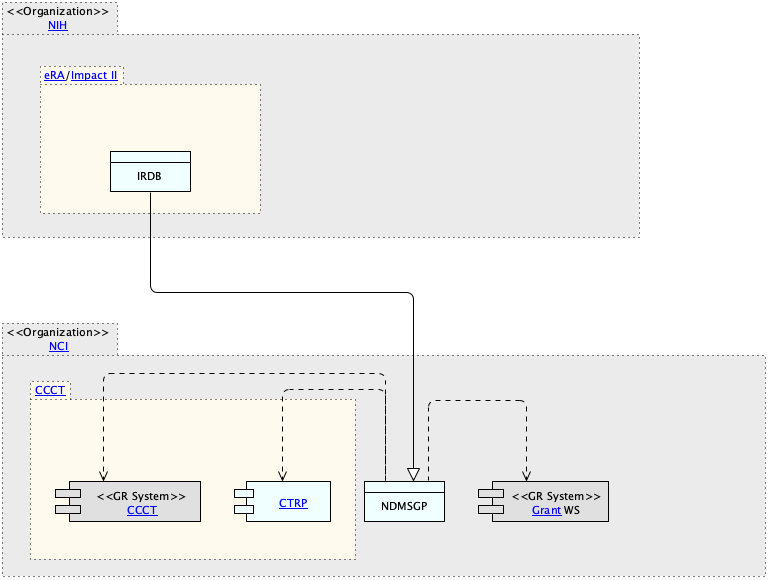 <<Organization>>
NIH
eRA/Impact II
IRDB
<<Organization>>
NCI
CCCT
<<GR System>>
CCCT
CTRP
NDMSGP
<<GR System>>
Grant WS